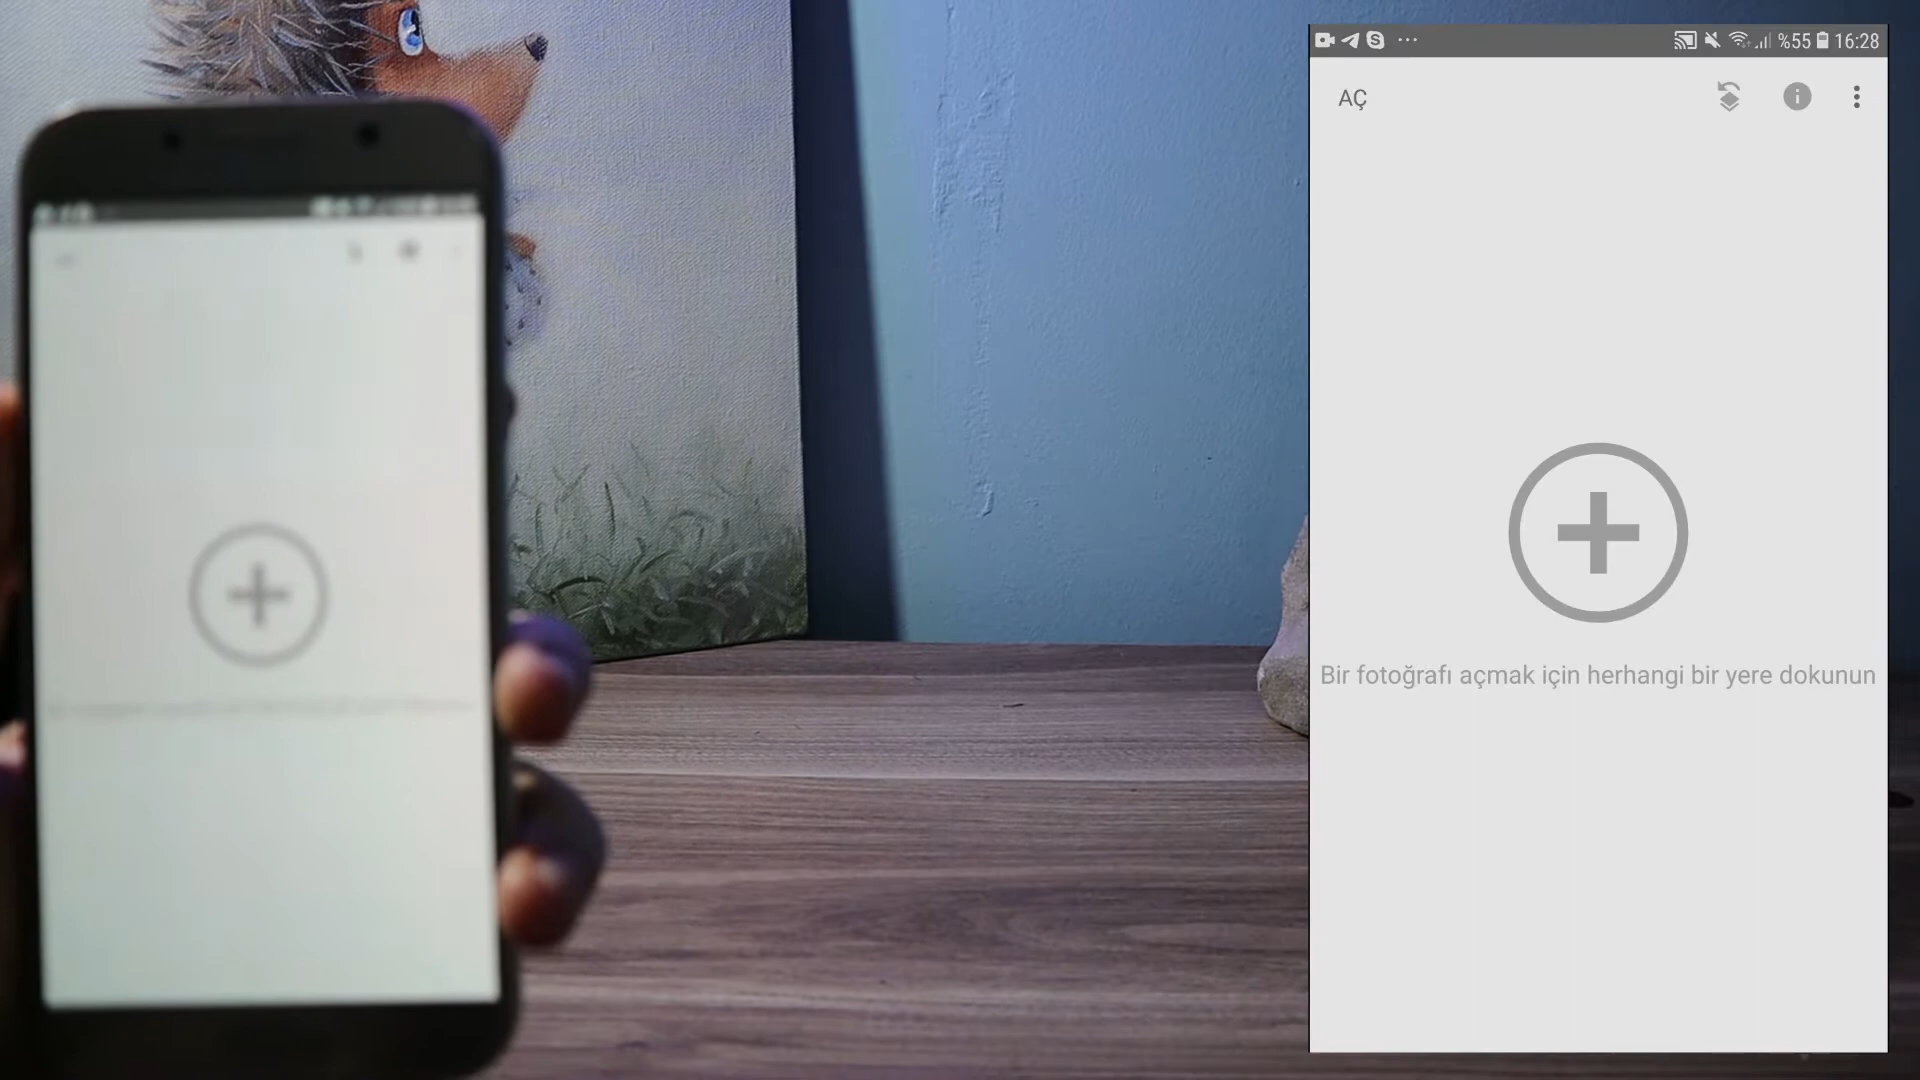 %55 16:28
AÇ
Bir fotoğrafı açmak için herhangi bir yere dokunun